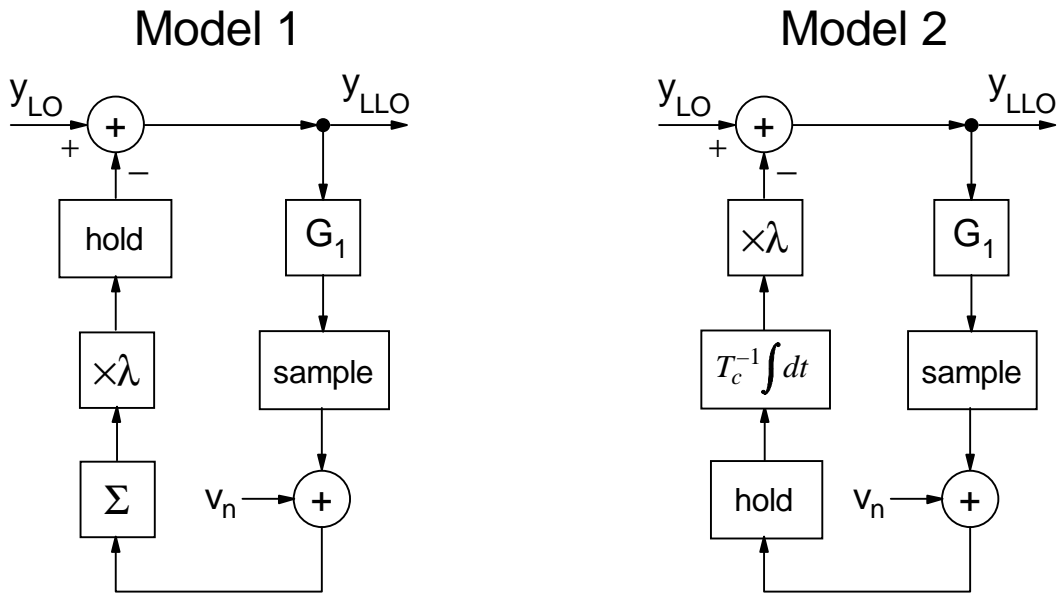 Model 1
y_LO
y_LLO
+
+
−
hold
G_1
×λ
sample
Σ
v_n
+
Model 2
y_LO
y_LLO
+
+
−
×λ
G_1
T_c^{-1}∫dt
sample
hold
v_n
+